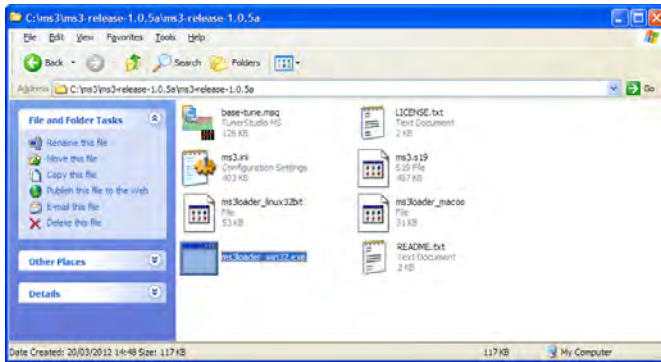 C:\ms3\ms3-release-1.0.5a\ms3-release-1.0.5a
File Edit View Favorites Tools Help
Back Search Folders
Address C:\ms3\ms3-release-1.0.5a\ms3-release-1.0.5a Go
File and Folder Tasks
Rename this file
Move this file
Copy this file
Publish this file to the Web
E-mail this file
Delete this file
Other Places
Details
base-tune.msq
TunerStudio MS
126 KB
LICENSE.txt
Text Document
2 KB
ms3.ini
Configuration Settings
403 KB
ms3.s19
S19 File
487 KB
ms3loader_linux32bit
File
53 KB
ms3loader_macos
File
31 KB
ms3loader_win32.exe
README.txt
Text Document
2 KB
Date Created: 20/03/2012 14:48 Size: 117 KB 117 KB My Computer